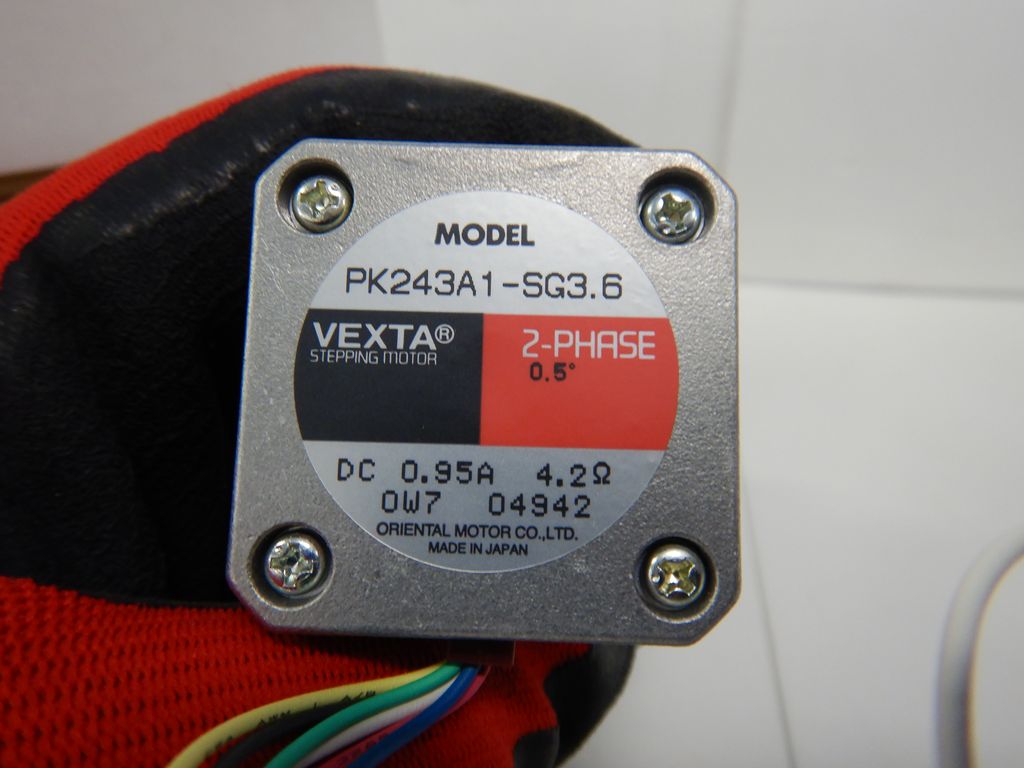 MODEL
PK243A1-SG3.6
VEXTA®
STEPPING MOTOR
2-PHASE
0.5°
DC 0.95A 4.2Ω
0W7 04942
ORIENTAL MOTOR CO.,LTD.
MADE IN JAPAN